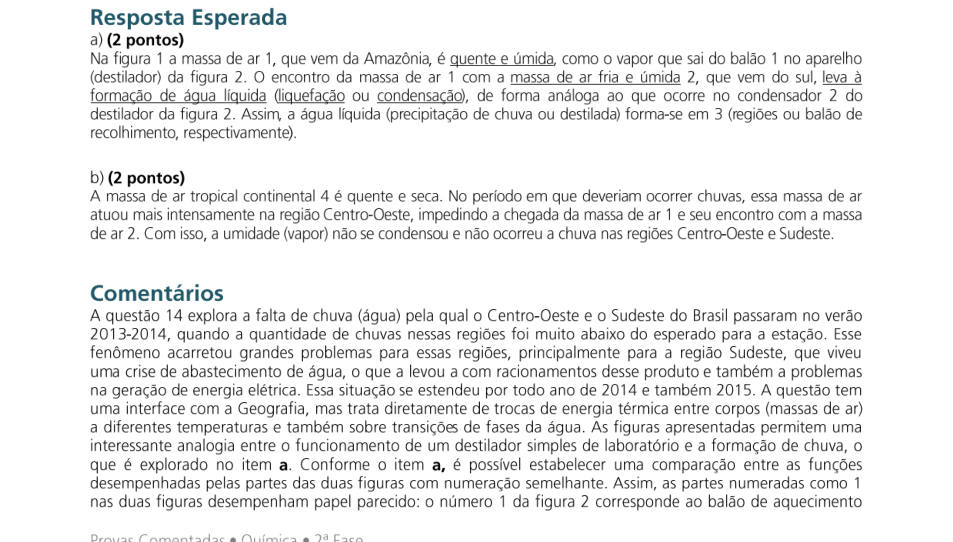 Resposta Esperada
a) (2 pontos)
Na figura 1 a massa de ar 1, que vem da Amazônia, é quente e úmida, como o vapor que sai do balão 1 no aparelho
(destilador) da figura 2. O encontro da massa de ar 1 com a massa de ar fria e úmida 2, que vem do sul, leva à
formação de água líquida (liquefação ou condensação), de forma análoga ao que ocorre no condensador 2 do
destilador da figura 2. Assim, a água líquida (precipitação de chuva ou destilada) forma-se em 3 (regiões ou balão de
recolhimento, respectivamente).
b) (2 pontos)
A massa de ar tropical continental 4 é quente e seca. No período em que deveriam ocorrer chuvas, essa massa de ar
atuou mais intensamente na região Centro-Oeste, impedindo a chegada da massa de ar 1 e seu encontro com a massa
de ar 2. Com isso, a umidade (vapor) não se condensou e não ocorreu a chuva nas regiões Centro-Oeste e Sudeste.
Comentários
A questão 14 explora a falta de chuva (água) pela qual o Centro-Oeste e o Sudeste do Brasil passaram no verão
2013-2014, quando a quantidade de chuvas nessas regiões foi muito abaixo do esperado para a estação. Esse
fenômeno acarretou grandes problemas para essas regiões, principalmente para a região Sudeste, que viveu
uma crise de abastecimento de água, o que a levou a com racionamentos desse produto e também a problemas
na geração de energia elétrica. Essa situação se estendeu por todo ano de 2014 e também 2015. A questão tem
uma interface com a Geografia, mas trata diretamente de trocas de energia térmica entre corpos (massas de ar)
a diferentes temperaturas e também sobre transições de fases da água. As figuras apresentadas permitem uma
interessante analogia entre o funcionamento de um destilador simples de laboratório e a formação de chuva, o
que é explorado no item a. Conforme o item a, é possível estabelecer uma comparação entre as funções
desempenhadas pelas partes das duas figuras com numeração semelhante. Assim, as partes numeradas como 1
nas duas figuras desempenham papel parecido: o número 1 da figura 2 corresponde ao balão de aquecimento
Provas Comentadas • Química • 2ª Fase